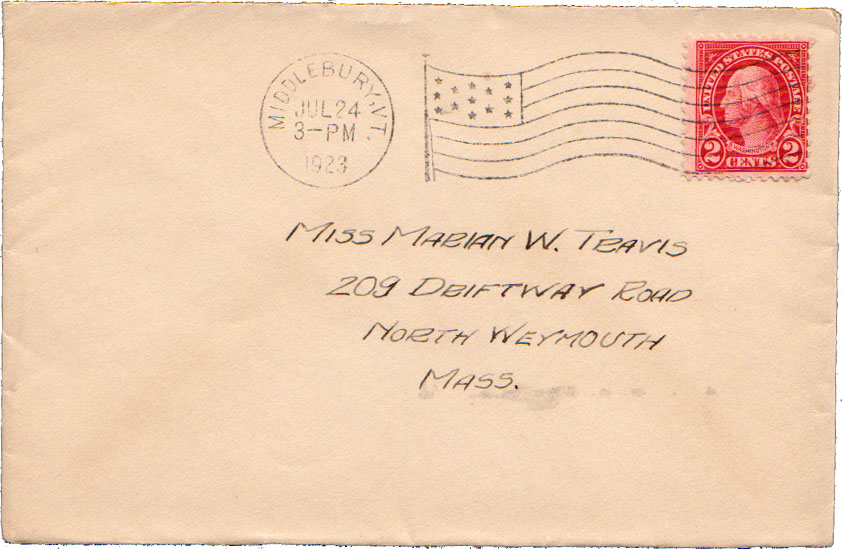 MIDDLEBURY, VT.
JUL 24
3-PM
1923
UNITED STATES POSTAGE
WASHINGTON
2 CENTS 2
MISS MARIAN W. TRAVIS
209 DRIFTWAY ROAD
NORTH WEYMOUTH
MASS.